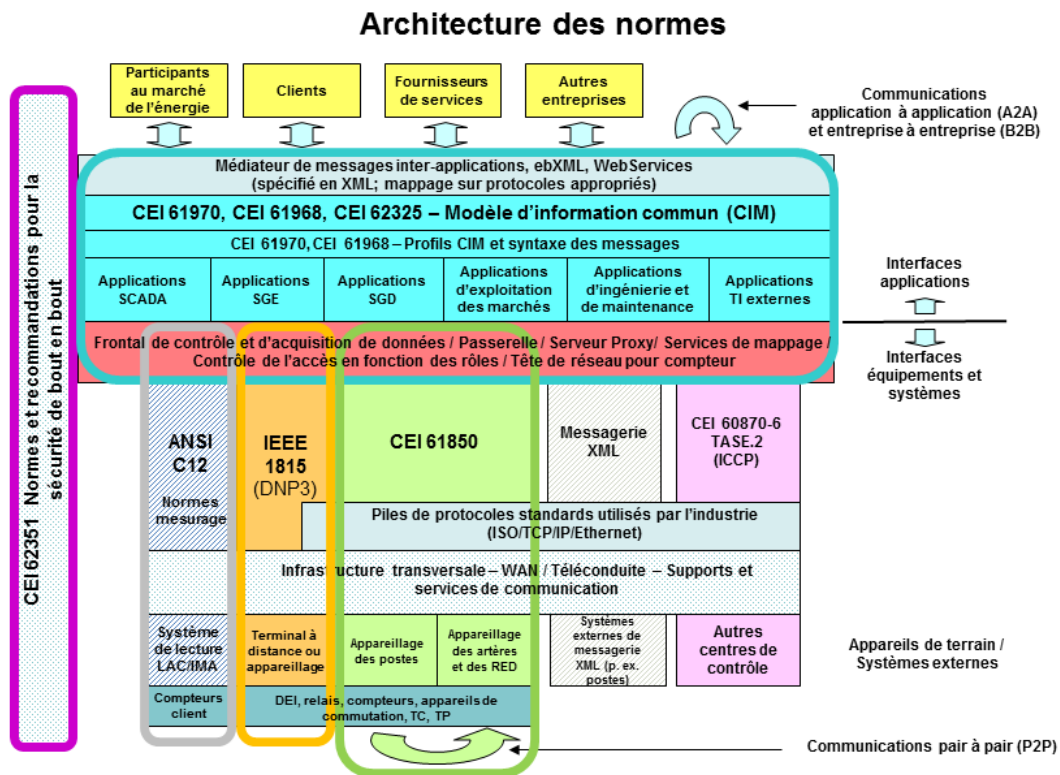 Architecture des normes
Participants
au marché
de l'énergie
Clients
Fournisseurs
de services
Autres
entreprises
Communications
application à application (A2A)
et entreprise à entreprise (B2B)
CEI 62351 Normes et recommandations pour la
sécurité de bout en bout
Médiateur de messages inter-applications, ebXML, WebServices
(spécifié en XML; mappage sur protocoles appropriés)
CEI 61970, CEI 61968, CEI 62325 – Modèle d'information commun (CIM)
CEI 61970, CEI 61968 – Profils CIM et syntaxe des messages
Applications
SCADA
Applications
SGE
Applications
SGD
Applications
d'exploitation
des marchés
Applications
d'ingénierie et
de maintenance
Applications
TI externes
Interfaces
applications
Frontal de contrôle et d'acquisition de données / Passerelle / Serveur Proxy/ Services de mappage /
Contrôle de l'accès en fonction des rôles / Tête de réseau pour compteur
Interfaces
équipements et
systèmes
ANSI
C12
Normes
mesurage
IEEE
1815
(DNP3)
CEI 61850
Messagerie
XML
CEI 60870-6
TASE.2
(ICCP)
Piles de protocoles standards utilisés par l'industrie
(ISO/TCP/IP/Ethernet)
Infrastructure transversale – WAN / Téléconduite – Supports et
services de communication
Système
de lecture
LAC/IMA
Terminal à
distance ou
appareillage
Appareillage
des postes
Appareillage
des artères
et des RED
Systèmes
externes de
messagerie
XML (p. ex.
postes)
Autres
centres de
contrôle
Appareils de terrain /
Systèmes externes
Compteurs
client
DEI, relais, compteurs, appareils de
commutation, TC, TP
Communications pair à pair (P2P)